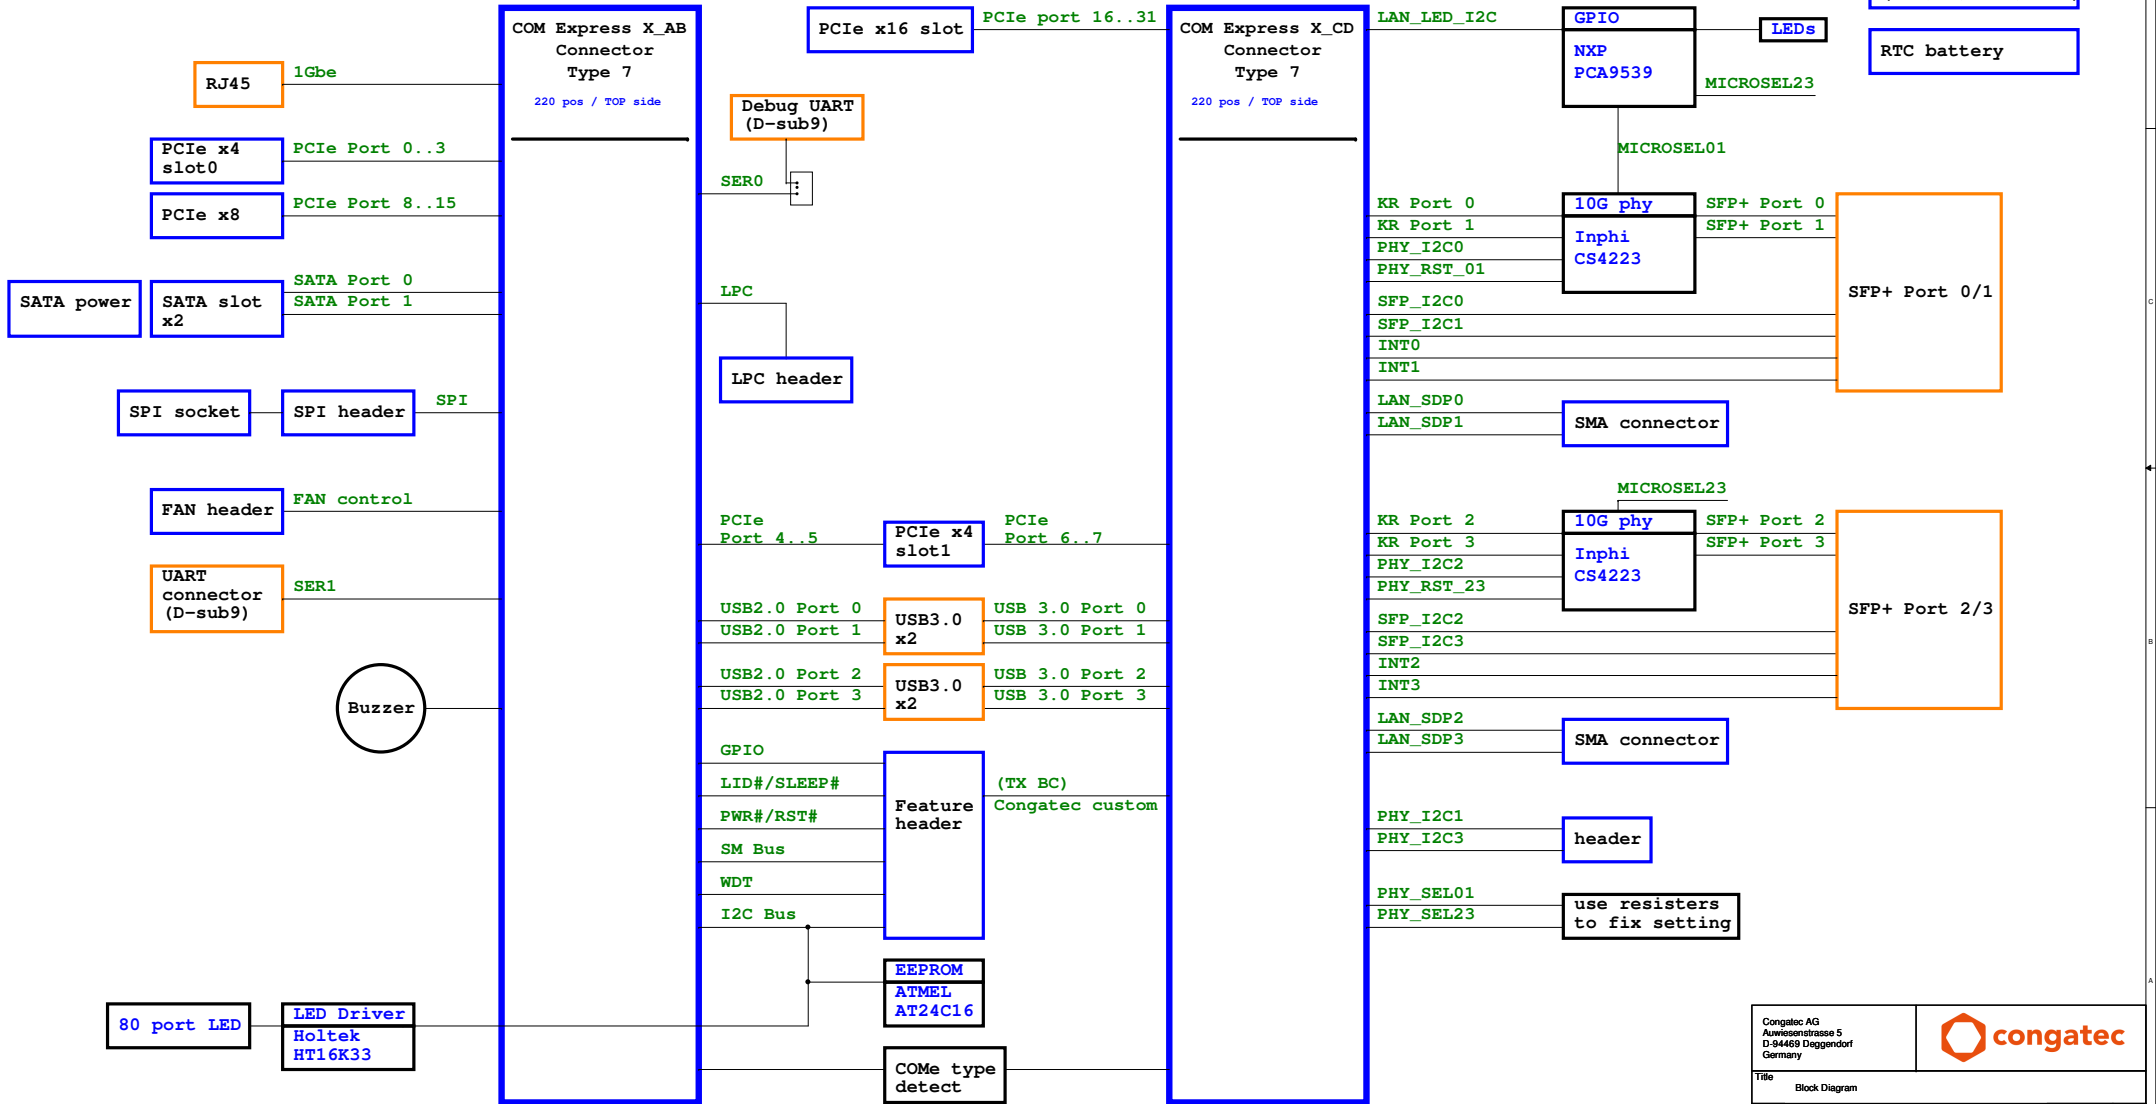 COM Express X_AB
Connector
Type 7
220 pos / TOP side
RJ45
1Gbe
PCIe x4
slot0
PCIe Port 0..3
PCIe x8
PCIe Port 8..15
SATA power
SATA slot
x2
SATA Port 0
SATA Port 1
SPI socket
SPI header
SPI
FAN header
FAN control
UART
connector
(D-sub9)
SER1
Buzzer
80 port LED
LED Driver
Holtek
HT16K33
PCIe x16 slot
PCIe port 16..31
Debug UART
(D-sub9)
SER0
LPC
LPC header
PCIe
Port 4..5
PCIe x4
slot1
PCIe
Port 6..7
USB2.0 Port 0
USB2.0 Port 1
USB3.0
x2
USB 3.0 Port 0
USB 3.0 Port 1
USB2.0 Port 2
USB2.0 Port 3
USB3.0
x2
USB 3.0 Port 2
USB 3.0 Port 3
GPIO
LID#/SLEEP#
PWR#/RST#
SM Bus
WDT
I2C Bus
Feature
header
(TX BC)
Congatec custom
EEPROM
ATMEL
AT24C16
COMe type
detect
COM Express X_CD
Connector
Type 7
220 pos / TOP side
LAN_LED_I2C
GPIO
NXP
PCA9539
LEDs
MICROSEL23
RTC battery
MICROSEL01
KR Port 0
KR Port 1
PHY_I2C0
PHY_RST_01
10G phy
Inphi
CS4223
SFP+ Port 0
SFP+ Port 1
SFP_I2C0
SFP_I2C1
INT0
INT1
SFP+ Port 0/1
LAN_SDP0
LAN_SDP1
SMA connector
MICROSEL23
KR Port 2
KR Port 3
PHY_I2C2
PHY_RST_23
10G phy
Inphi
CS4223
SFP+ Port 2
SFP+ Port 3
SFP_I2C2
SFP_I2C3
INT2
INT3
SFP+ Port 2/3
LAN_SDP2
LAN_SDP3
SMA connector
PHY_I2C1
PHY_I2C3
header
PHY_SEL01
PHY_SEL23
use resisters
to fix setting
C
B
A
Congatec AG
Auwiesenstrasse 5
D-94469 Deggendorf
Germany
congatec
Title
Block Diagram